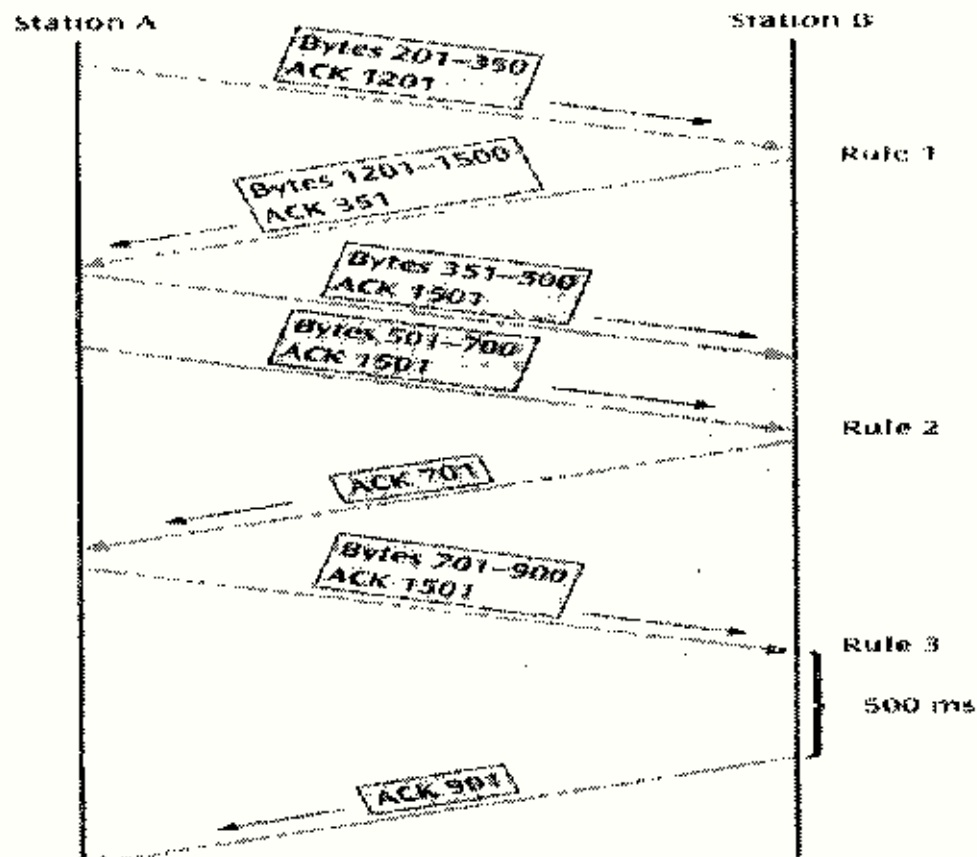 Station A
Station B
Bytes 201–350
ACK 1201
Rule 1
Bytes 1201–1500
ACK 351
Bytes 351–500
ACK 1501
Bytes 501–700
ACK 1501
Rule 2
ACK 701
Bytes 701–900
ACK 1501
Rule 3
500 ms
ACK 901